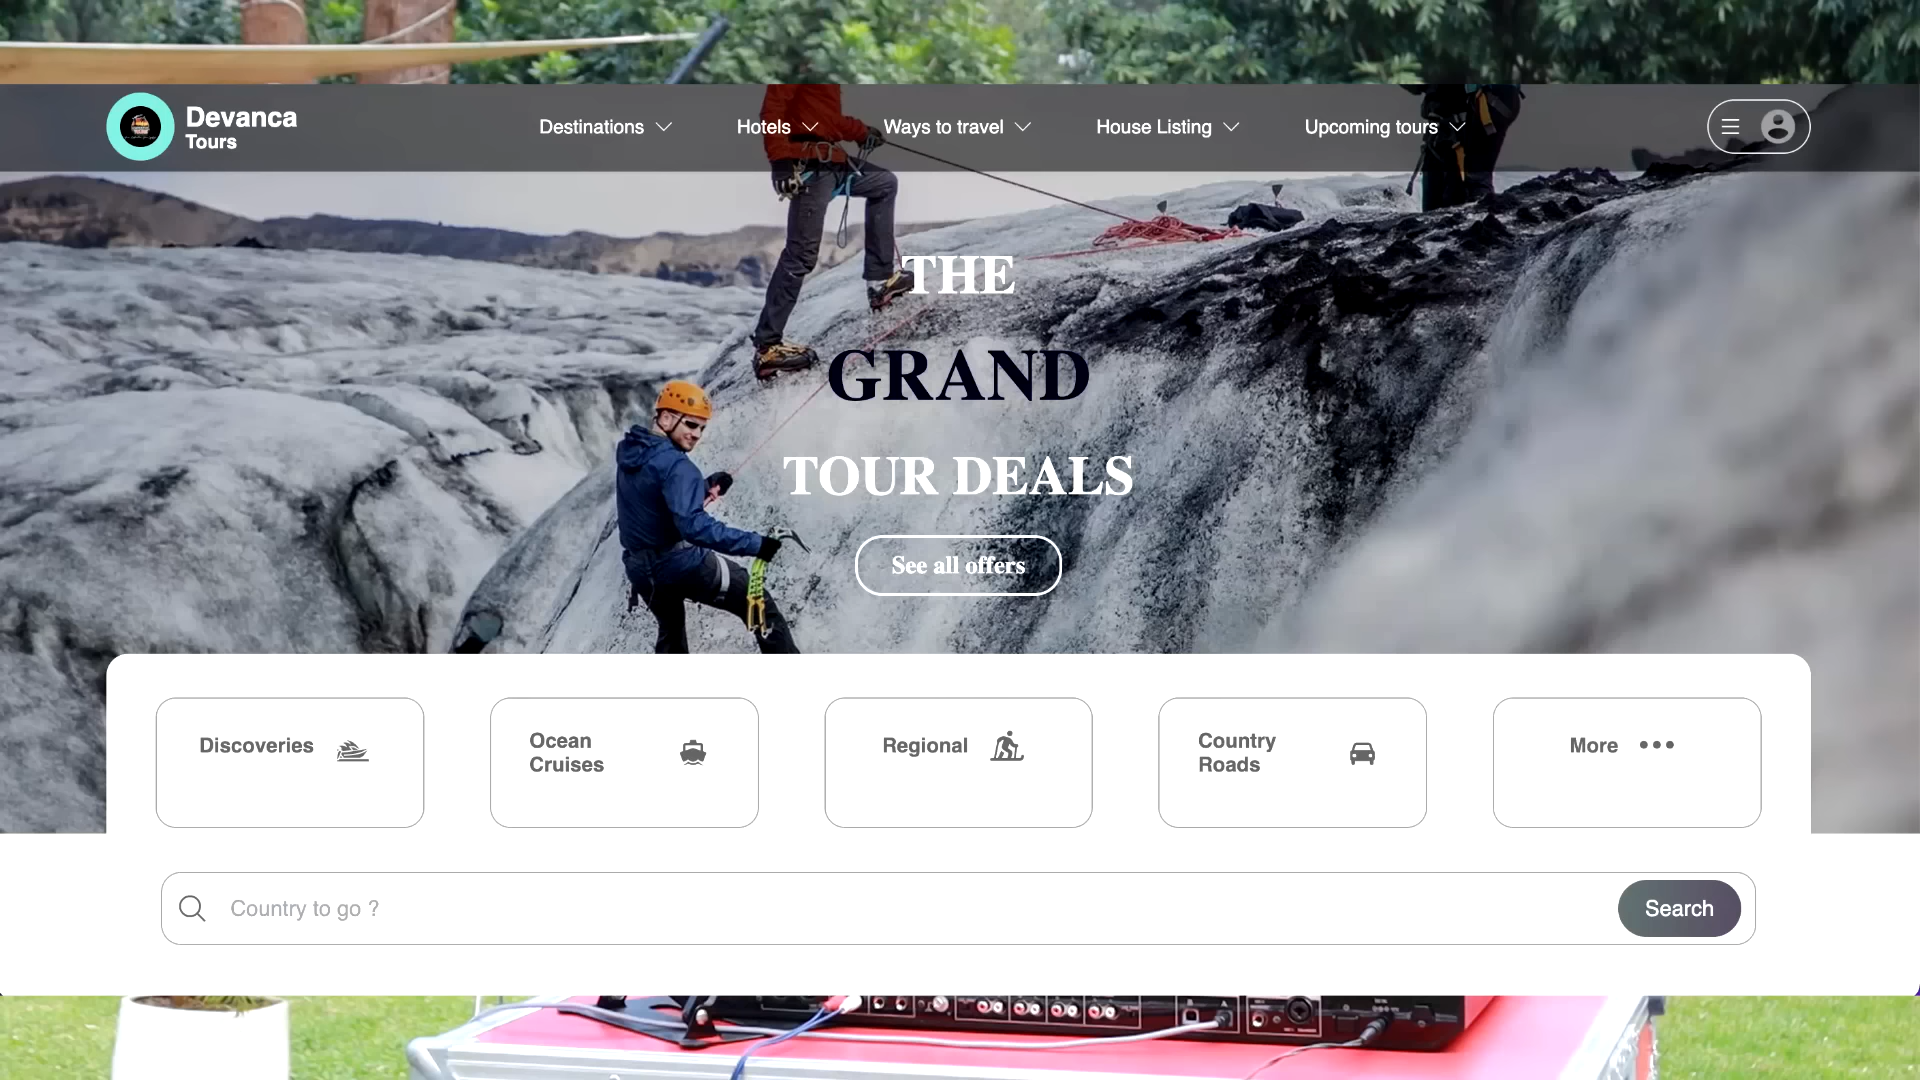 Devanca
Tours
Destinations
Hotels
Ways to travel
House Listing
Upcoming tours
THE
GRAND
TOUR DEALS
See all offers
Discoveries
Ocean
Cruises
Regional
Country
Roads
More
Country to go ?
Search